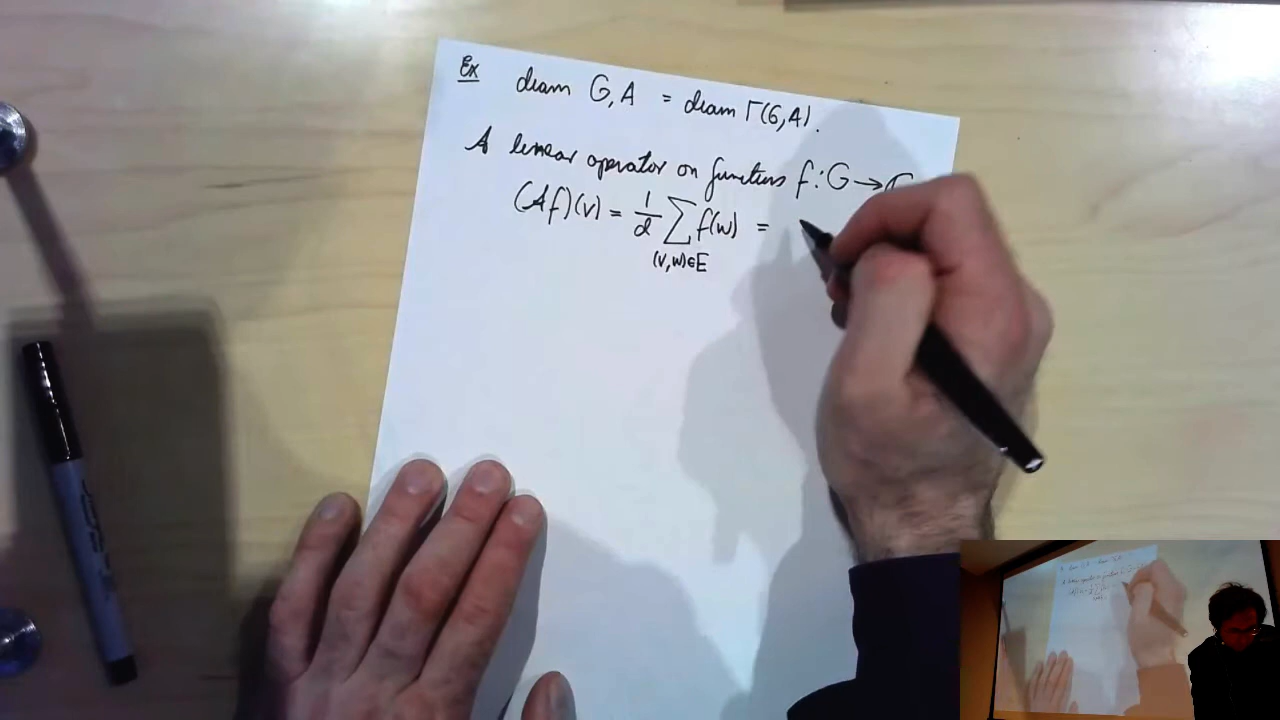 Ex diam G, A = diam Γ(G, A).
A linear operator on functions f: G → C
(Af)(v) = 1/d ∑ f(w) =
(v,w)∈E